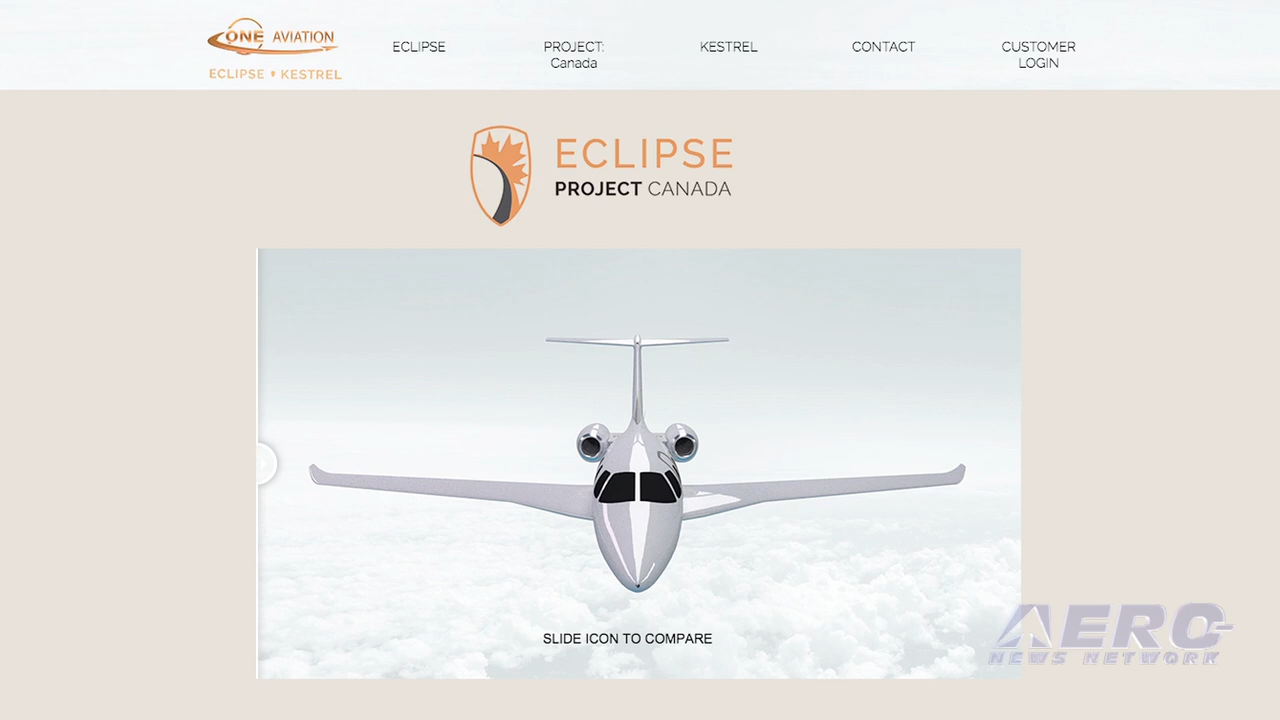 ONE AVIATION
ECLIPSE KESTREL
ECLIPSE
PROJECT:
Canada
KESTREL
CONTACT
CUSTOMER
LOGIN
ECLIPSE
PROJECT CANADA
SLIDE ICON TO COMPARE
AERO
NEWS NETWORK